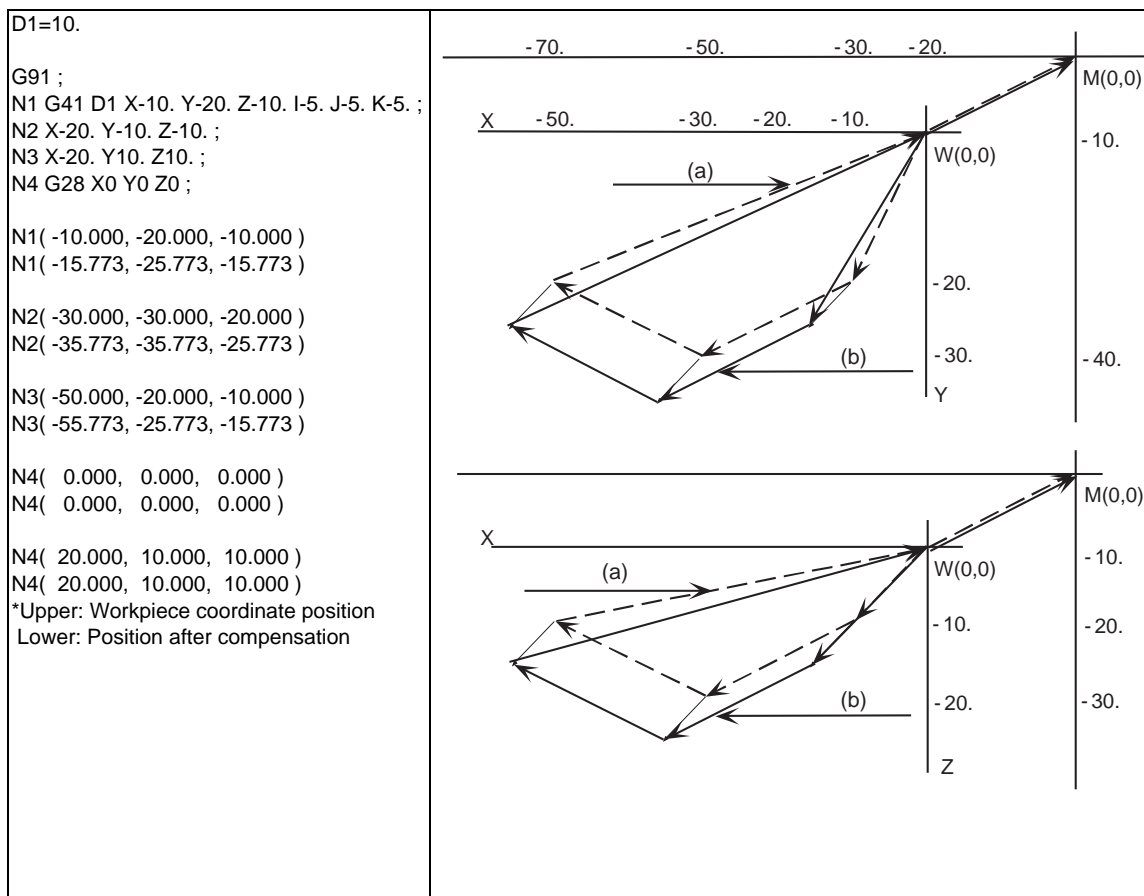 D1=10.
G91 ;
N1 G41 D1 X-10. Y-20. Z-10. I-5. J-5. K-5. ;
N2 X-20. Y-10. Z-10. ;
N3 X-20. Y10. Z10. ;
N4 G28 X0 Y0 Z0 ;
N1( -10.000, -20.000, -10.000 )
N1( -15.773, -25.773, -15.773 )
N2( -30.000, -30.000, -20.000 )
N2( -35.773, -35.773, -25.773 )
N3( -50.000, -20.000, -10.000 )
N3( -55.773, -25.773, -15.773 )
N4( 0.000, 0.000, 0.000 )
N4( 0.000, 0.000, 0.000 )
N4( 20.000, 10.000, 10.000 )
N4( 20.000, 10.000, 10.000 )
*Upper: Workpiece coordinate position
Lower: Position after compensation
-70. -50. -30. -20.
M(0,0)
X -50. -30. -20. -10.
-10.
W(0,0)
(a)
-20.
-30.
(b)
-40.
Y
M(0,0)
X
-10.
W(0,0)
(a)
-10.
-20.
-20.
-30.
(b)
Z